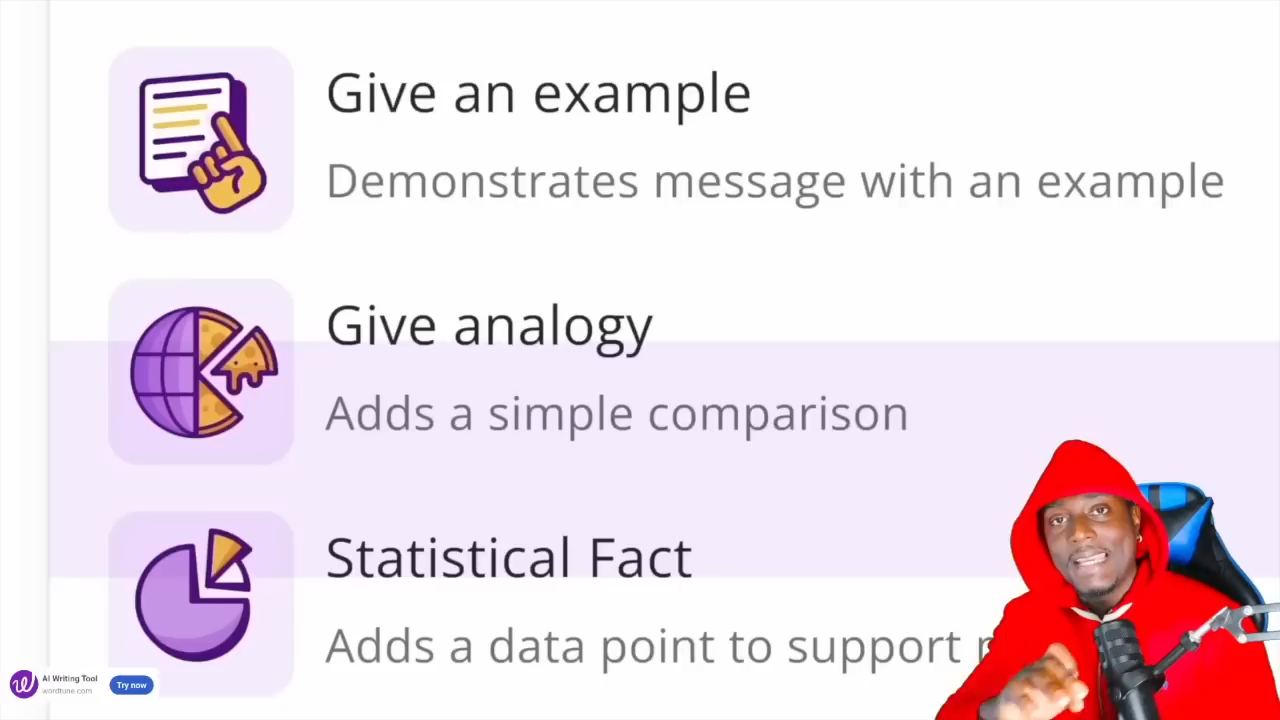 Give an example
Demonstrates message with an example
Give analogy
Adds a simple comparison
Statistical Fact
Adds a data point to support
AI Writing Tool
wordtune.com
Try now